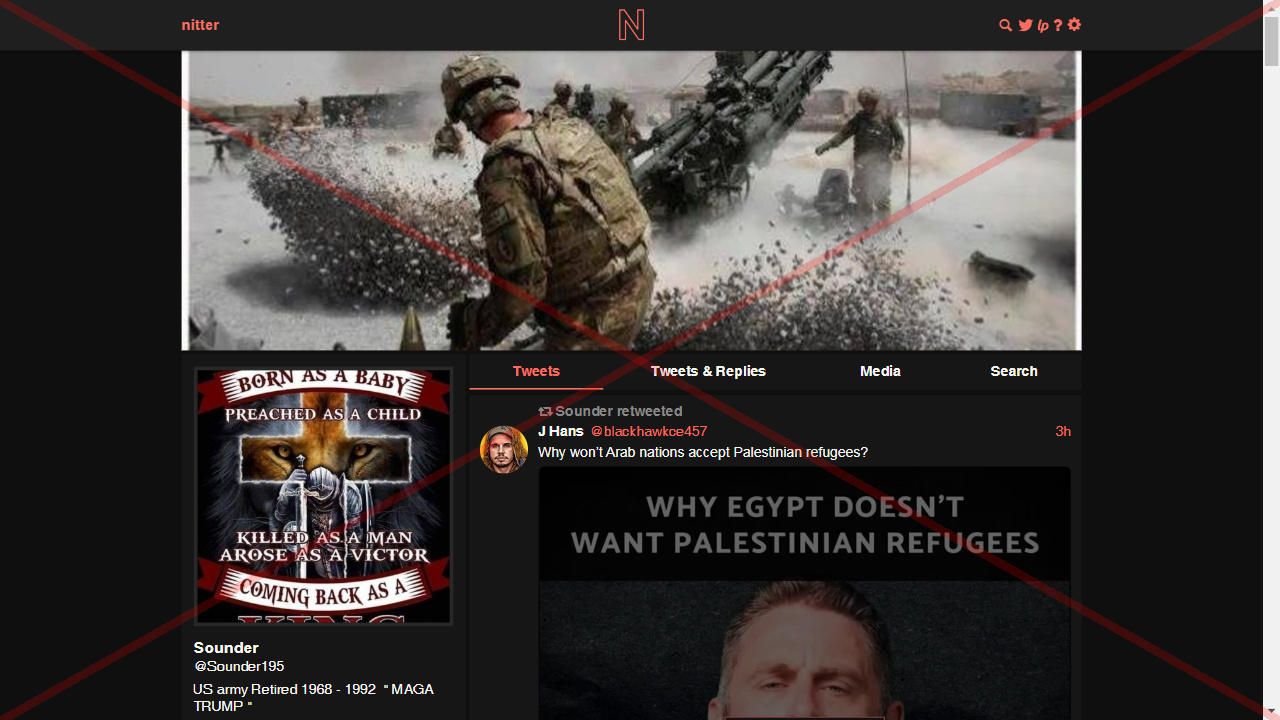 nitter
N
lp ?
BORN AS A BABY
PREACHED AS A CHILD
KILLED AS A MAN
AROSE AS A VICTOR
COMING BACK AS A
KING
Sounder
@Sounder195
US army Retired 1968 - 1992 " MAGA
TRUMP "
Tweets
Tweets & Replies
Media
Search
Sounder retweeted
J Hans @blackhawkce457
3h
Why won't Arab nations accept Palestinian refugees?
WHY EGYPT DOESN'T
WANT PALESTINIAN REFUGEES